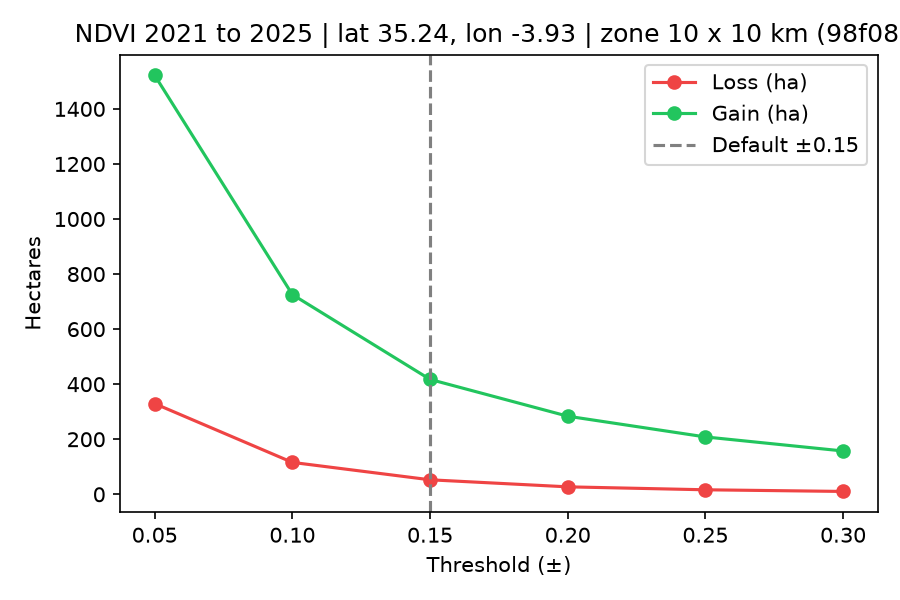 NDVI 2021 to 2025 | lat 35.24, lon -3.93 | zone 10 x 10 km (98f08
Loss (ha)
Gain (ha)
Default ±0.15
Hectares
1400
1200
1000
800
600
400
200
0
0.05 0.10 0.15 0.20 0.25 0.30
Threshold (±)